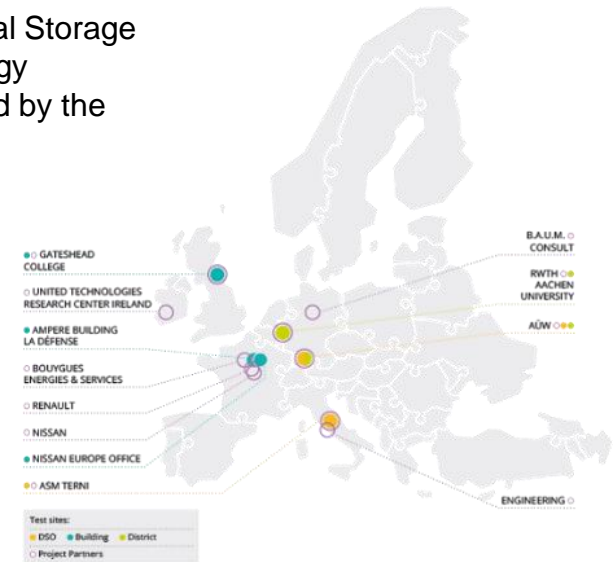 al Storage
gy
d by the
GATESHEAD
COLLEGE
UNITED TECHNOLOGIES
RESEARCH CENTER IRELAND
AMPERE BUILDING
LA DÉFENSE
BOUYGUES
ENERGIES & SERVICES
RENAULT
NISSAN
NISSAN EUROPE OFFICE
ASM TERNI
B.A.U.M.
CONSULT
RWTH
AACHEN
UNIVERSITY
AÜW
ENGINEERING
Test sites:
DSO Building District
Project Partners